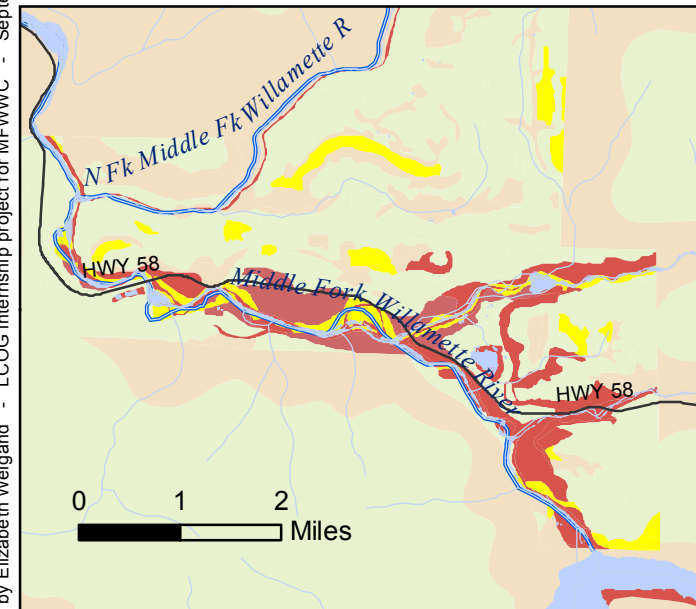 by Elizabeth Weigand - LCOG internship project for MFWWC - Septe
N Fk Middle Fk Willamette R
HWY 58
Middle Fork Willamette River
HWY 58
0 1 2
Miles